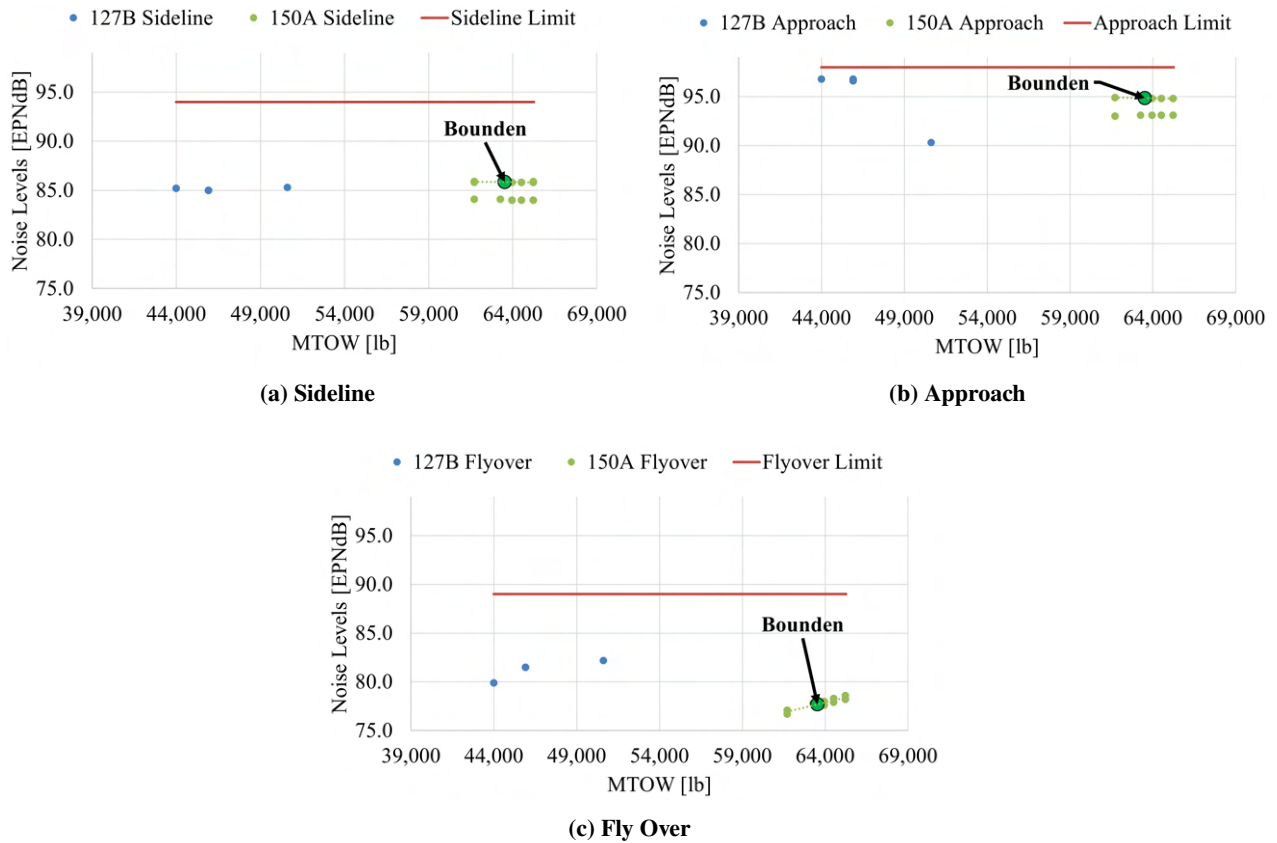 127B Sideline 150A Sideline Sideline Limit
Noise Levels [EPNdB]
95.0
90.0
85.0
80.0
75.0
Bounden
39,000 44,000 49,000 54,000 59,000 64,000 69,000
MTOW [lb]
(a) Sideline
127B Approach 150A Approach Approach Limit
Noise Levels [EPNdB]
95.0
90.0
85.0
80.0
75.0
Bounden
39,000 44,000 49,000 54,000 59,000 64,000 69,000
MTOW [lb]
(b) Approach
127B Flyover 150A Flyover Flyover Limit
Noise Levels [EPNdB]
95.0
90.0
85.0
80.0
75.0
Bounden
39,000 44,000 49,000 54,000 59,000 64,000 69,000
MTOW [lb]
(c) Fly Over